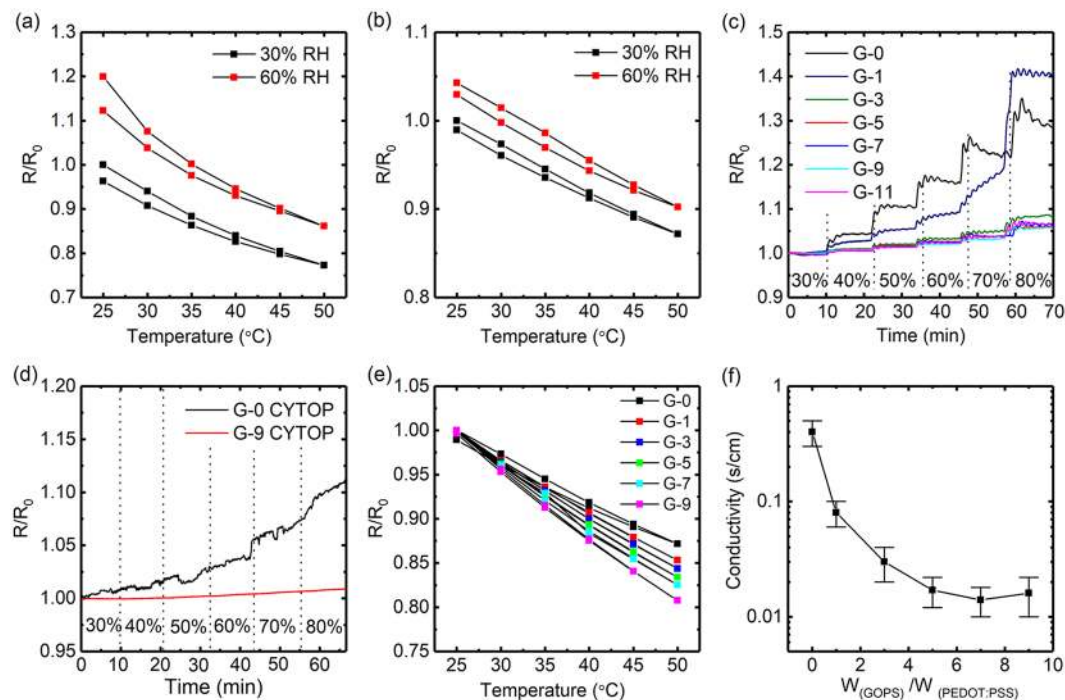 (a)
1.3
1.2
1.1
1.0
0.9
0.8
0.7
R/R0
30% RH
60% RH
25 30 35 40 45 50
Temperature (°C)
(b)
1.1
1.0
0.9
0.8
R/R0
30% RH
60% RH
25 30 35 40 45 50
Temperature (°C)
(c)
1.5
1.4
1.3
1.2
1.1
1.0
0.9
R/R0
G-0
G-1
G-3
G-5
G-7
G-9
G-11
30% 40% 50% 60% 70% 80%
0 10 20 30 40 50 60 70
Time (min)
(d)
1.20
1.15
1.10
1.05
1.00
0.95
R/R0
G-0 CYTOP
G-9 CYTOP
30% 40% 50% 60% 70% 80%
0 10 20 30 40 50 60
Time (min)
(e)
1.05
1.00
0.95
0.90
0.85
0.80
0.75
R/R0
G-0
G-1
G-3
G-5
G-7
G-9
25 30 35 40 45 50
Temperature (°C)
(f)
1
0.1
0.01
Conductivity (s/cm)
0 2 4 6 8 10
W(GOPS)/W(PEDOT:PSS)